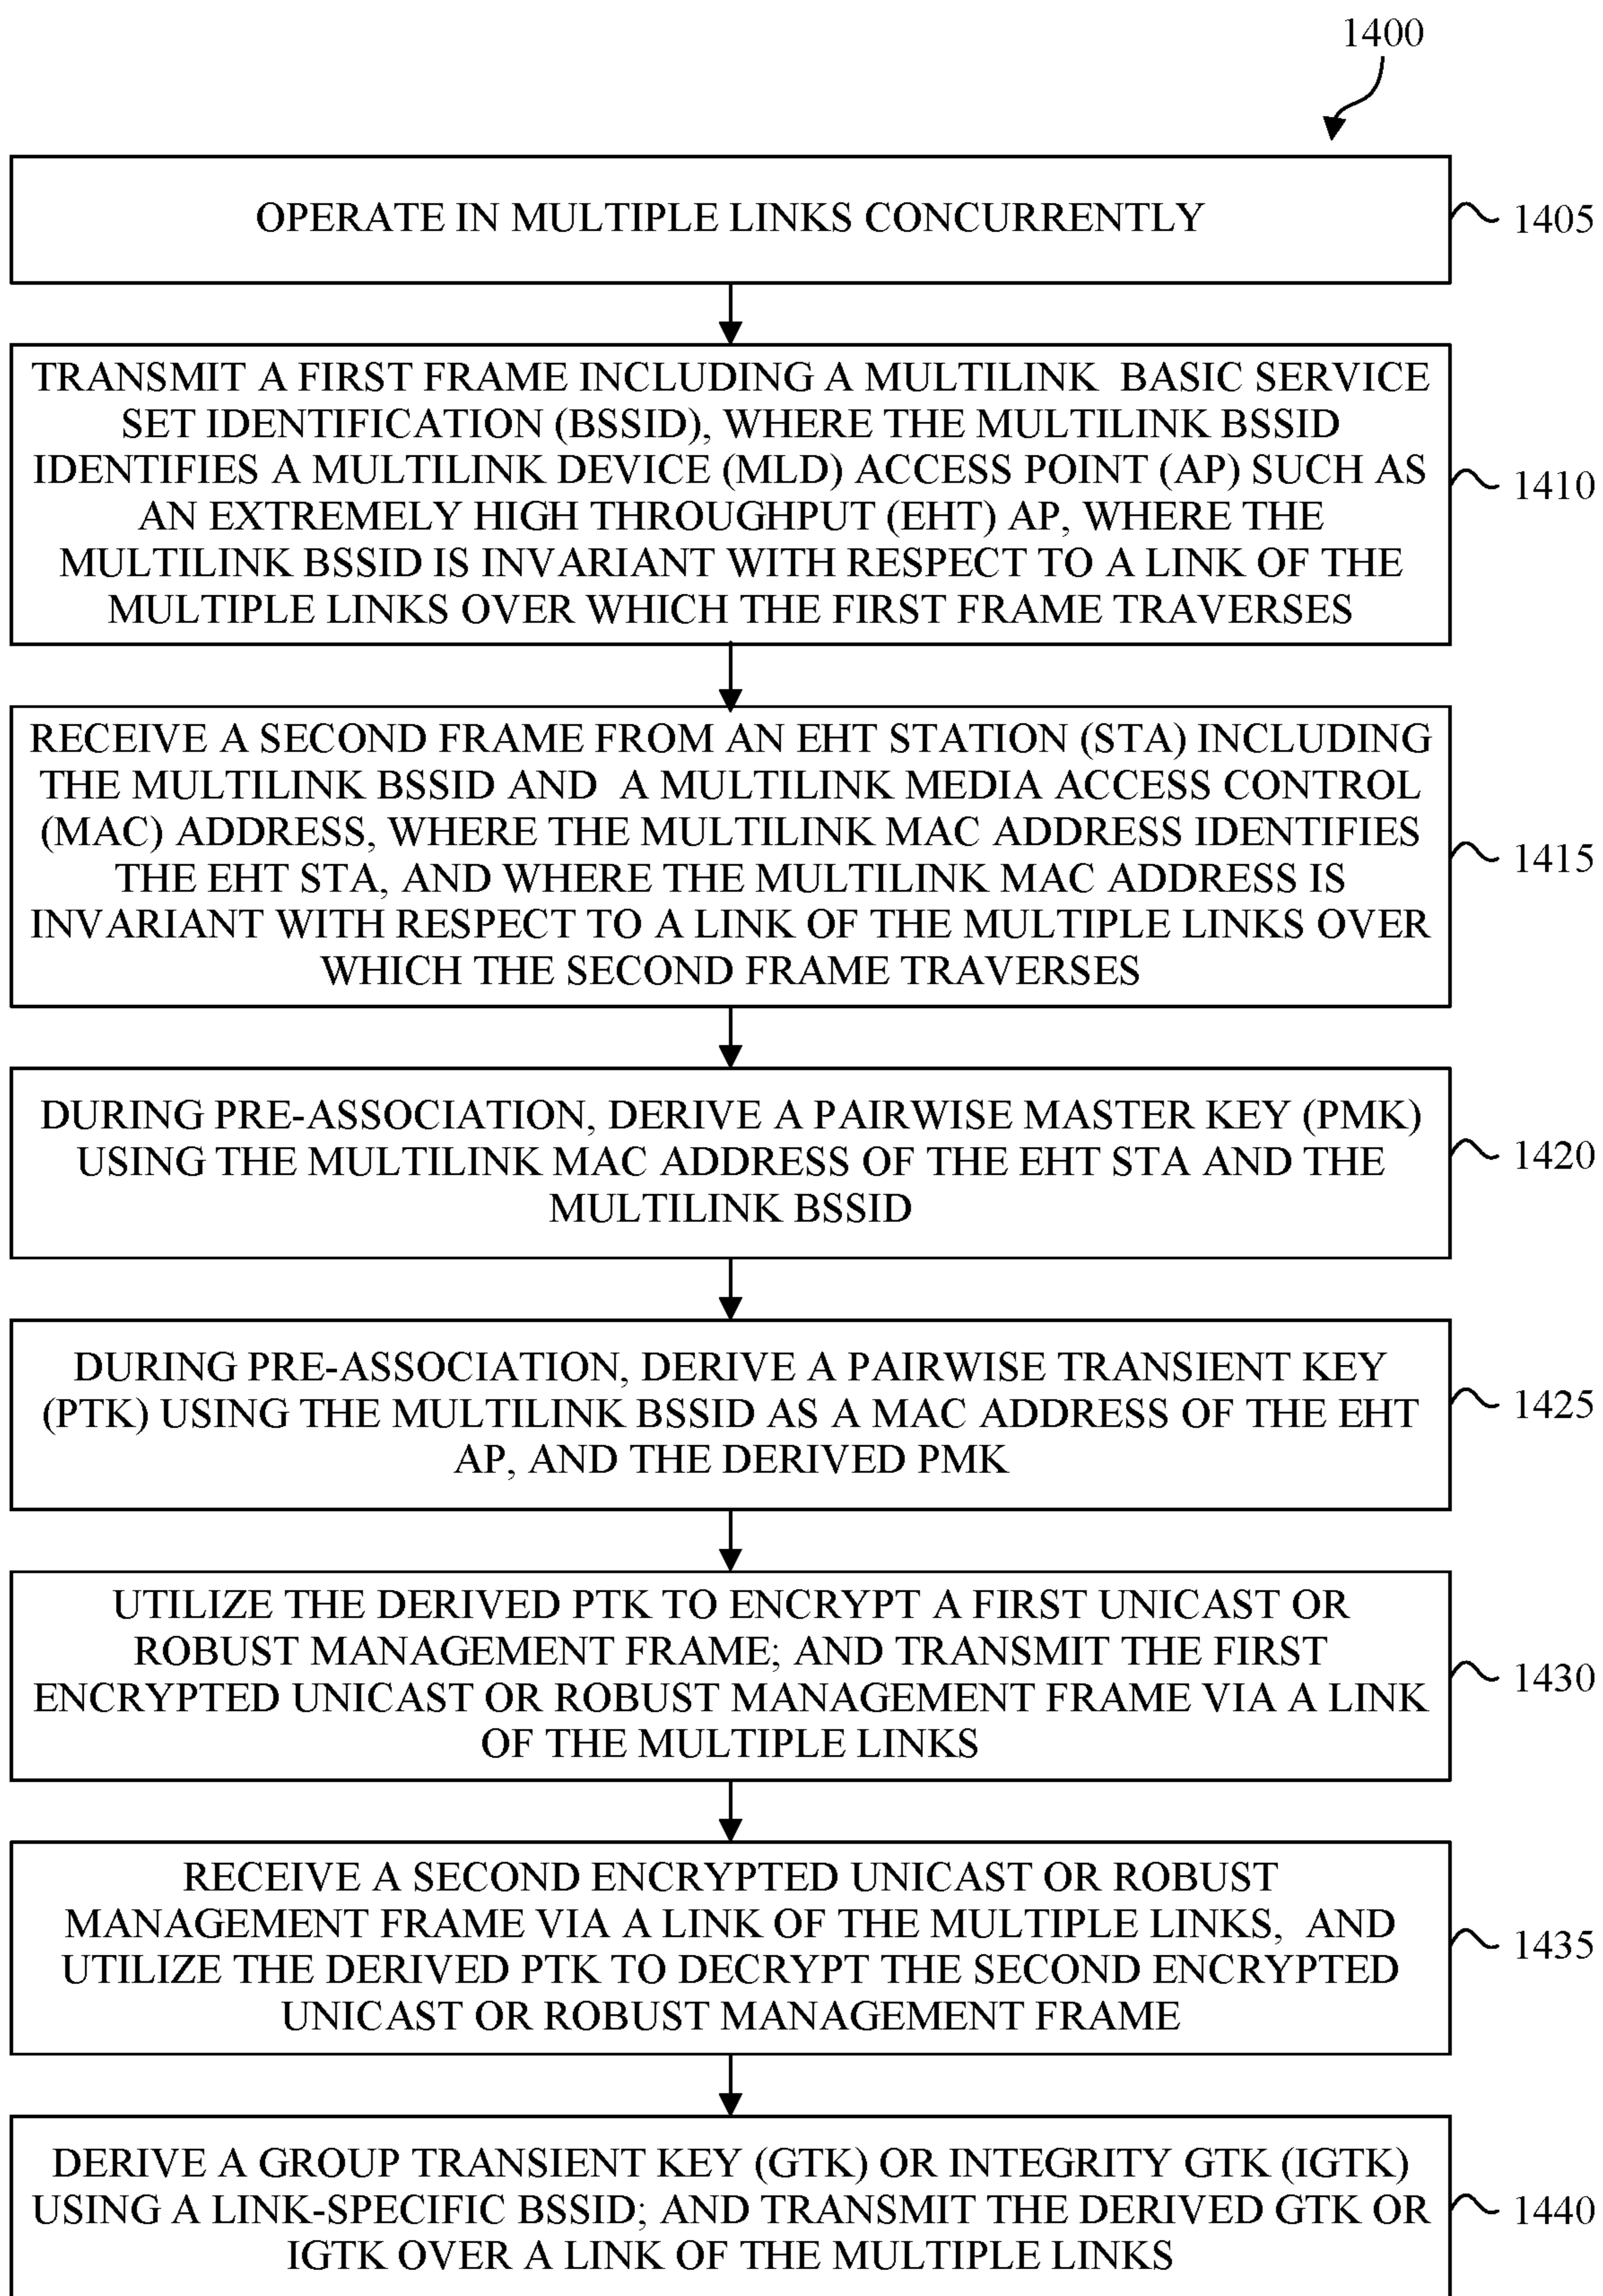 1400
OPERATE IN MULTIPLE LINKS CONCURRENTLY
1405
TRANSMIT A FIRST FRAME INCLUDING A MULTILINK BASIC SERVICE
SET IDENTIFICATION (BSSID), WHERE THE MULTILINK BSSID
IDENTIFIES A MULTILINK DEVICE (MLD) ACCESS POINT (AP) SUCH AS
AN EXTREMELY HIGH THROUGHPUT (EHT) AP, WHERE THE
MULTILINK BSSID IS INVARIANT WITH RESPECT TO A LINK OF THE
MULTIPLE LINKS OVER WHICH THE FIRST FRAME TRAVERSES
1410
RECEIVE A SECOND FRAME FROM AN EHT STATION (STA) INCLUDING
THE MULTILINK BSSID AND A MULTILINK MEDIA ACCESS CONTROL
(MAC) ADDRESS, WHERE THE MULTILINK MAC ADDRESS IDENTIFIES
THE EHT STA, AND WHERE THE MULTILINK MAC ADDRESS IS
INVARIANT WITH RESPECT TO A LINK OF THE MULTIPLE LINKS OVER
WHICH THE SECOND FRAME TRAVERSES
1415
DURING PRE-ASSOCIATION, DERIVE A PAIRWISE MASTER KEY (PMK)
USING THE MULTILINK MAC ADDRESS OF THE EHT STA AND THE
MULTILINK BSSID
1420
DURING PRE-ASSOCIATION, DERIVE A PAIRWISE TRANSIENT KEY
(PTK) USING THE MULTILINK BSSID AS A MAC ADDRESS OF THE EHT
AP, AND THE DERIVED PMK
1425
UTILIZE THE DERIVED PTK TO ENCRYPT A FIRST UNICAST OR
ROBUST MANAGEMENT FRAME; AND TRANSMIT THE FIRST
ENCRYPTED UNICAST OR ROBUST MANAGEMENT FRAME VIA A LINK
OF THE MULTIPLE LINKS
1430
RECEIVE A SECOND ENCRYPTED UNICAST OR ROBUST
MANAGEMENT FRAME VIA A LINK OF THE MULTIPLE LINKS, AND
UTILIZE THE DERIVED PTK TO DECRYPT THE SECOND ENCRYPTED
UNICAST OR ROBUST MANAGEMENT FRAME
1435
DERIVE A GROUP TRANSIENT KEY (GTK) OR INTEGRITY GTK (IGTK)
USING A LINK-SPECIFIC BSSID; AND TRANSMIT THE DERIVED GTK OR
IGTK OVER A LINK OF THE MULTIPLE LINKS
1440